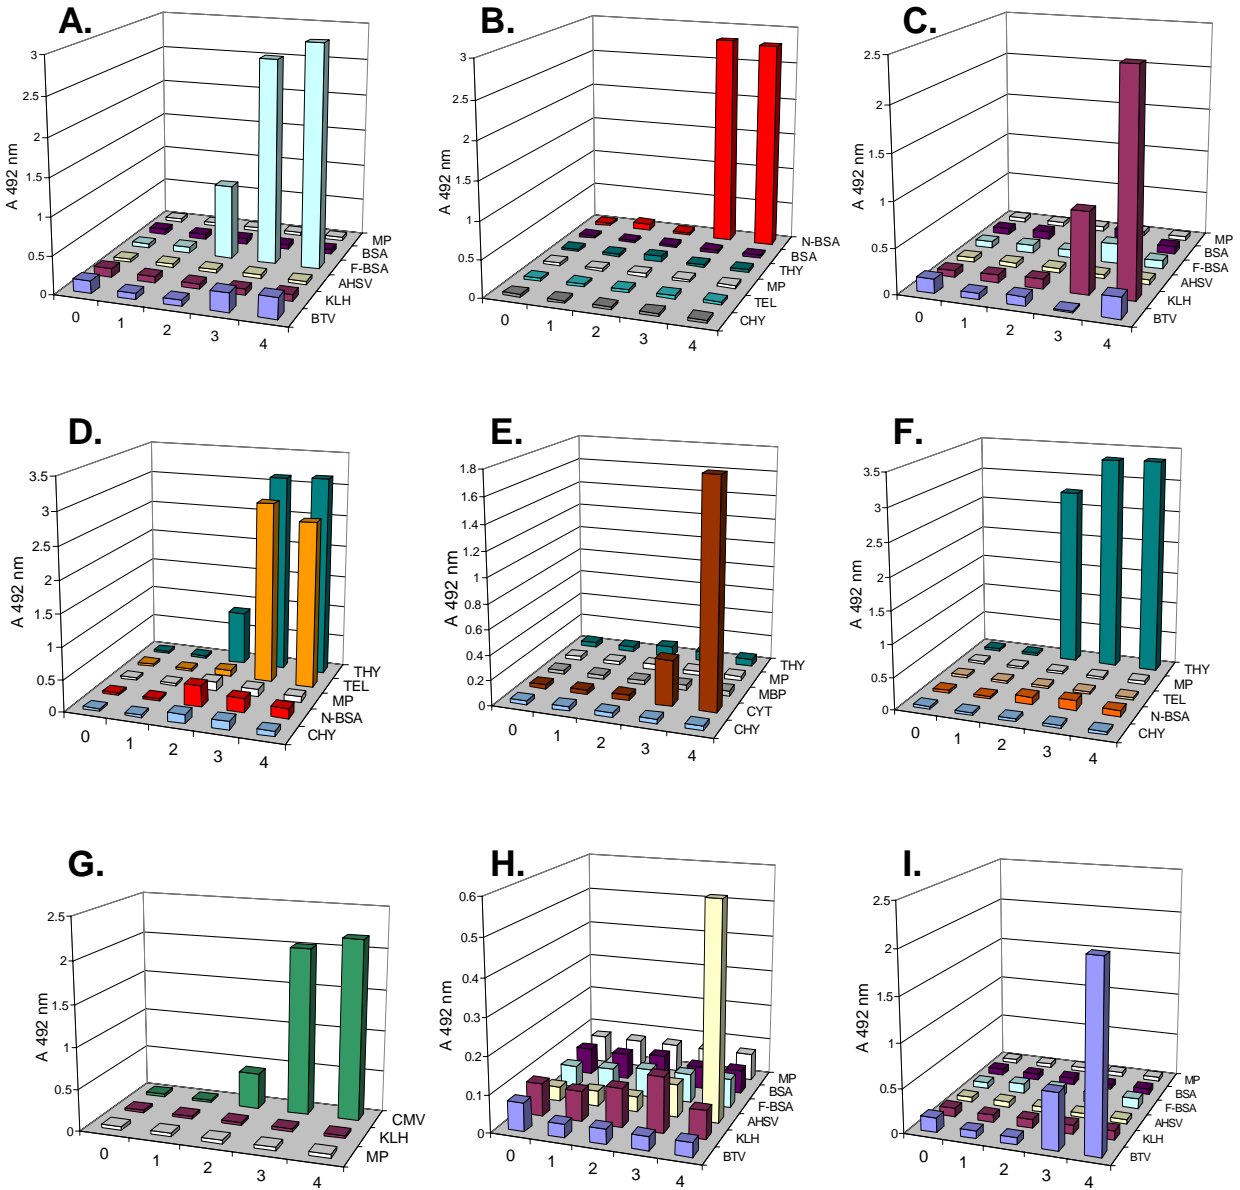 A.
A 492 nm
3
2.5
2
1.5
1
0.5
0
0 1 2 3 4
MP
BSA
F-BSA
AHSV
KLH
BTV
B.
A 492 nm
3
2.5
2
1.5
1
0.5
0
0 1 2 3 4
N-BSA
BSA
THY
MP
TEL
CHY
C.
A 492 nm
2.5
2
1.5
1
0.5
0
0 1 2 3 4
MP
BSA
F-BSA
AHSV
KLH
BTV
D.
A 492 nm
3.5
3
2.5
2
1.5
1
0.5
0
0 1 2 3 4
THY
TEL
MP
N-BSA
CHY
E.
A 492 nm
1.8
1.6
1.4
1.2
1
0.8
0.6
0.4
0.2
0
0 1 2 3 4
THY
MP
MBP
CYT
CHY
F.
A 492 nm
3.5
3
2.5
2
1.5
1
0.5
0
0 1 2 3 4
THY
MP
TEL
N-BSA
CHY
G.
A 492 nm
2.5
2
1.5
1
0.5
0
0 1 2 3 4
CMV
KLH
MP
H.
A 492 nm
0.6
0.5
0.4
0.3
0.2
0.1
0
0 1 2 3 4
MP
BSA
F-BSA
AHSV
KLH
BTV
I.
A 492 nm
2.5
2
1.5
1
0.5
0
0 1 2 3 4
MP
BSA
F-BSA
AHSV
KLH
BTV